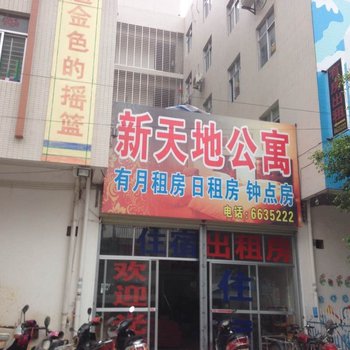 金色的摇篮
新天地公寓
有月租房 日租房 钟点房
电话：6635222
住宿 出租房
欢迎
住